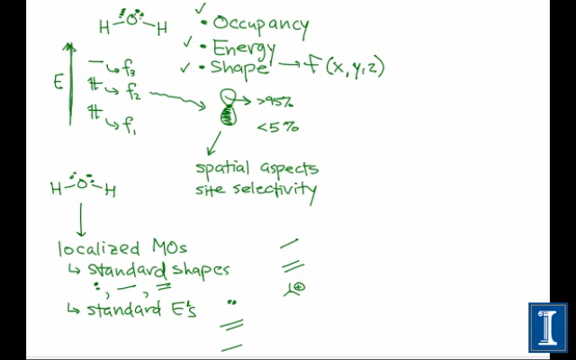 H O H
• Occupancy
• Energy
• Shape → f(x,y,z)
E
f₃
f₂
f₁
>95%
<5%
spatial aspects
site selectivity
H-O-H
localized MOs
↳ standard shapes
:, —, =
↳ standard E's
I